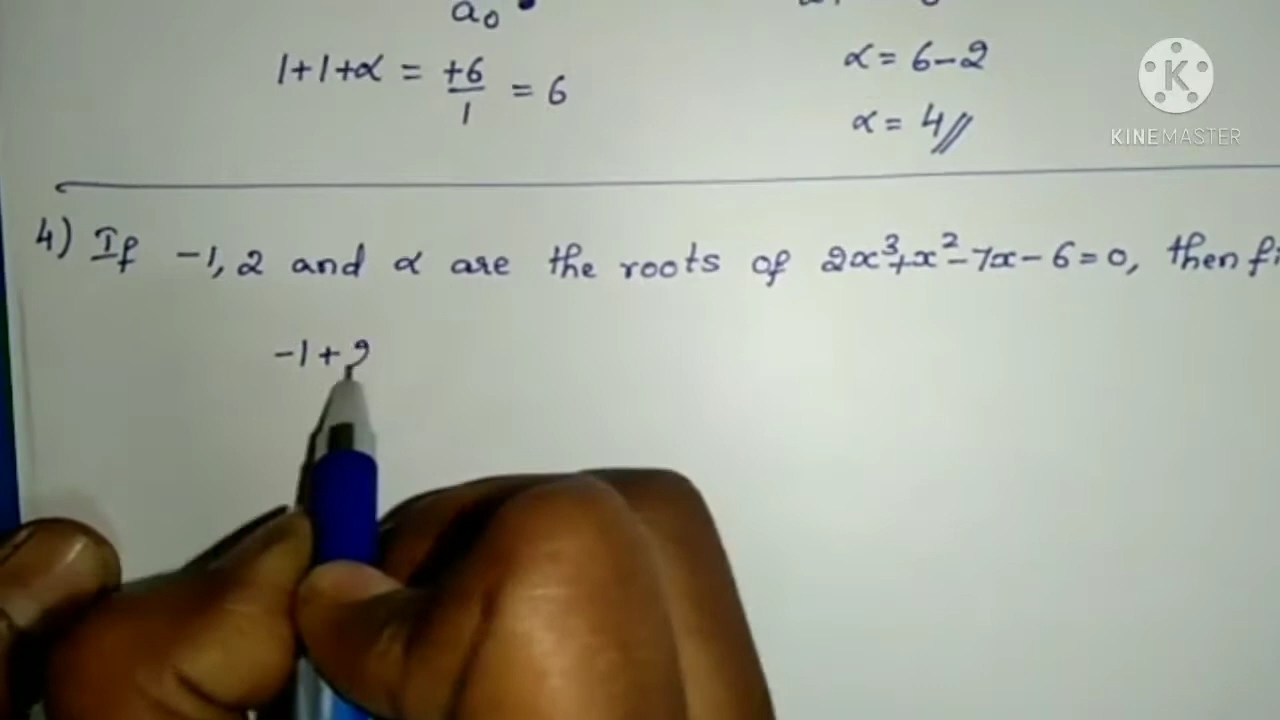 a₀
1+1+α = +6/1 = 6
α = 6-2
α = 4//
KINEMASTER
4) If -1, 2 and α are the roots of 2x³+x²-7x-6=0, then fi
-1+2